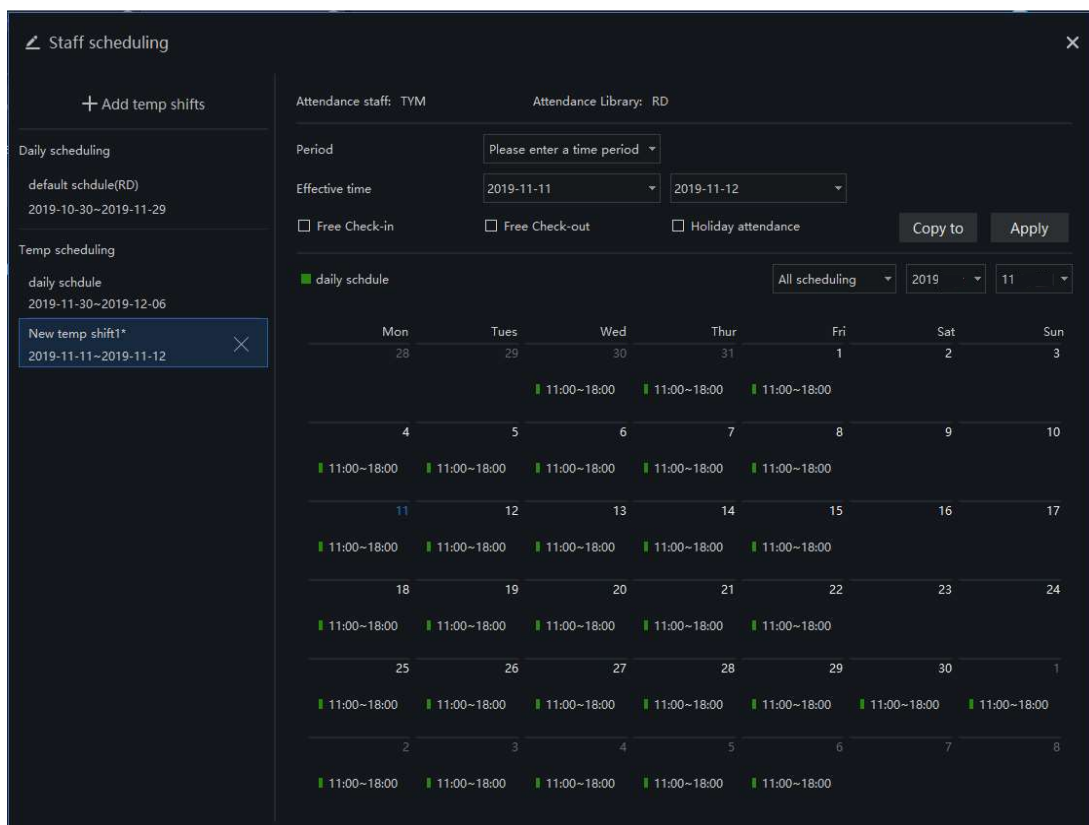 Staff scheduling
Add temp shifts
Daily scheduling
default schdule(RD)
2019-10-30~2019-11-29
Temp scheduling
daily schdule
2019-11-30~2019-12-06
New temp shift1*
2019-11-11~2019-11-12
Attendance staff: TYM Attendance Library: RD
Period Please enter a time period
Effective time 2019-11-11 2019-11-12
Free Check-in Free Check-out Holiday attendance Copy to Apply
daily schdule All scheduling 2019 11
Mon Tues Wed Thur Fri Sat Sun
28 29 30 31 1 2 3
11:00~18:00 11:00~18:00 11:00~18:00
4 5 6 7 8 9 10
11:00~18:00 11:00~18:00 11:00~18:00 11:00~18:00 11:00~18:00
11 12 13 14 15 16 17
11:00~18:00 11:00~18:00 11:00~18:00 11:00~18:00 11:00~18:00
18 19 20 21 22 23 24
11:00~18:00 11:00~18:00 11:00~18:00 11:00~18:00 11:00~18:00
25 26 27 28 29 30 1
11:00~18:00 11:00~18:00 11:00~18:00 11:00~18:00 11:00~18:00 11:00~18:00 11:00~18:00
2 3 4 5 6 7 8
11:00~18:00 11:00~18:00 11:00~18:00 11:00~18:00 11:00~18:00